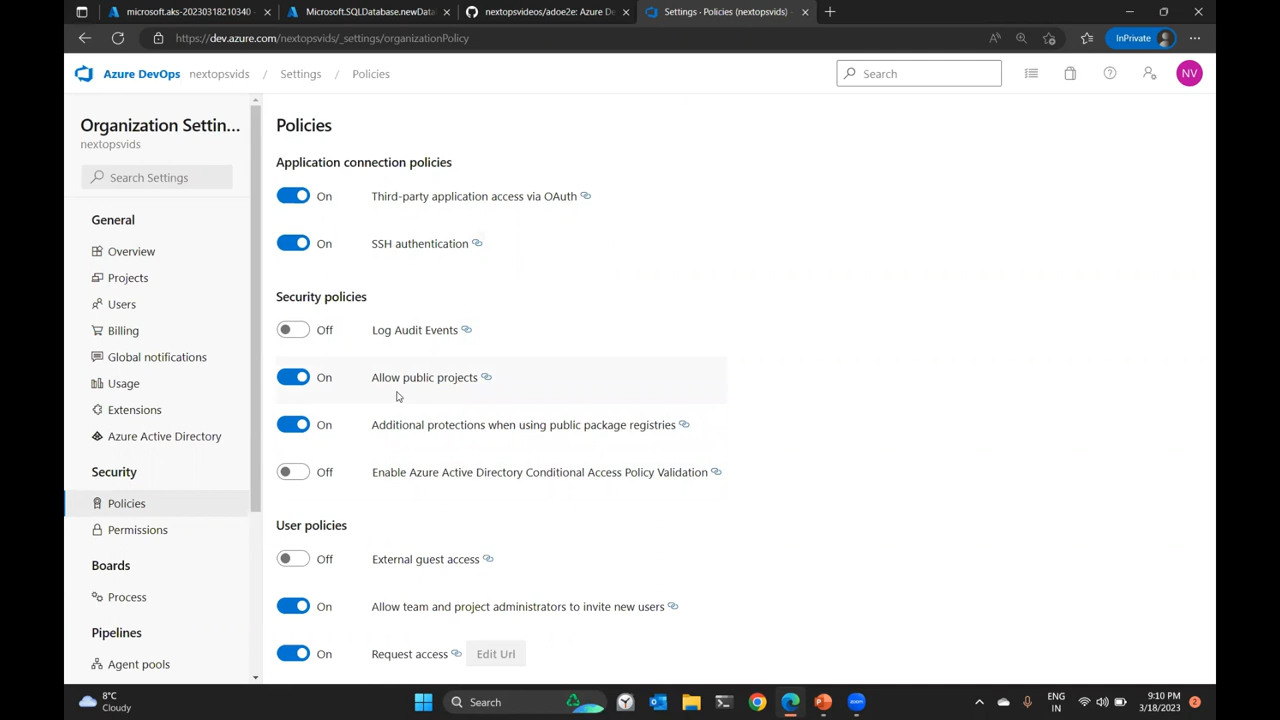 microsoft.aks-20230318210340
Microsoft.SQLDatabase.newData
nextopsvideos/adoe2e: Azure De
Settings - Policies (nextopsvids)
https://dev.azure.com/nextopsvids/_settings/organizationPolicy
InPrivate
Azure DevOps nextopsvids / Settings / Policies
Search
NV
Organization Settin...
nextopsvids
Search Settings
General
Overview
Projects
Users
Billing
Global notifications
Usage
Extensions
Azure Active Directory
Security
Policies
Permissions
Boards
Process
Pipelines
Agent pools
Policies
Application connection policies
On Third-party application access via OAuth
On SSH authentication
Security policies
Off Log Audit Events
On Allow public projects
On Additional protections when using public package registries
Off Enable Azure Active Directory Conditional Access Policy Validation
User policies
Off External guest access
On Allow team and project administrators to invite new users
On Request access Edit Url
8°C
Cloudy
Search
ENG
IN
9:10 PM
3/18/2023
2